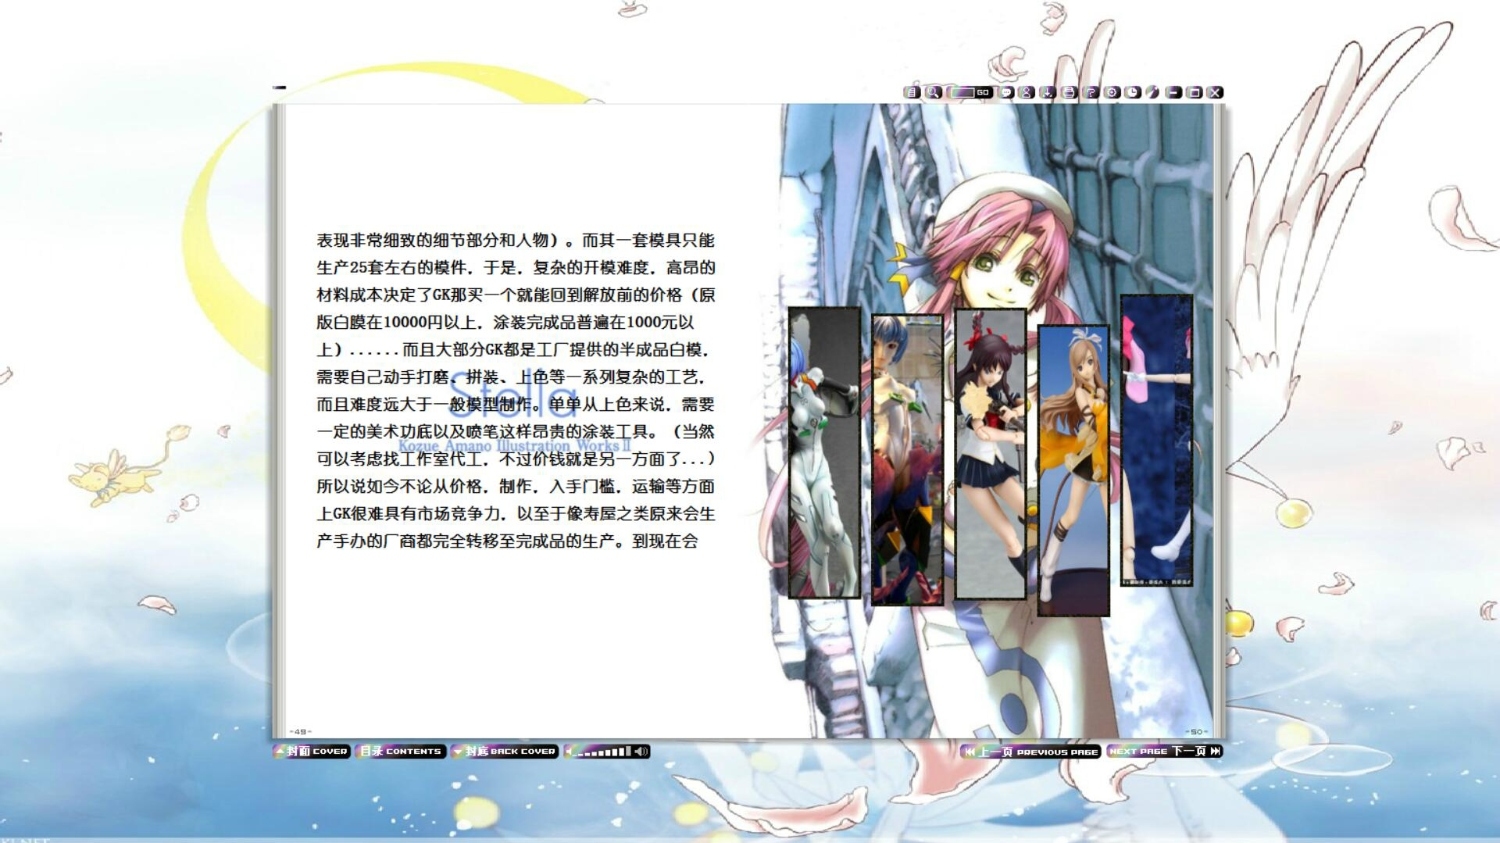 GO
表现非常细致的细节部分和人物）。而其一套模具只能
生产25套左右的模件，于是，复杂的开模难度，高昂的
材料成本决定了GK那买一个就能回到解放前的价格（原
版白膜在10000円以上，涂装完成品普遍在1000元以
上）......而且大部分GK都是工厂提供的半成品白模，
需要自己动手打磨、拼装、上色等一系列复杂的工艺，
而且难度远大于一般模型制作。单单从上色来说，需要
一定的美术功底以及喷笔这样昂贵的涂装工具。（当然
可以考虑找工作室代工，不过价钱就是另一方面了...）
所以说如今不论从价格，制作，入手门槛，运输等方面
上GK很难具有市场竞争力，以至于像寿屋之类原来会生
产手办的厂商都完全转移至完成品的生产。到现在会
Stella
Kozue Amano Illustration Works II
-49-
-50-
封面 COVER
目录 CONTENTS
封底 BACK COVER
上一页 PREVIOUS PAGE
NEXT PAGE 下一页